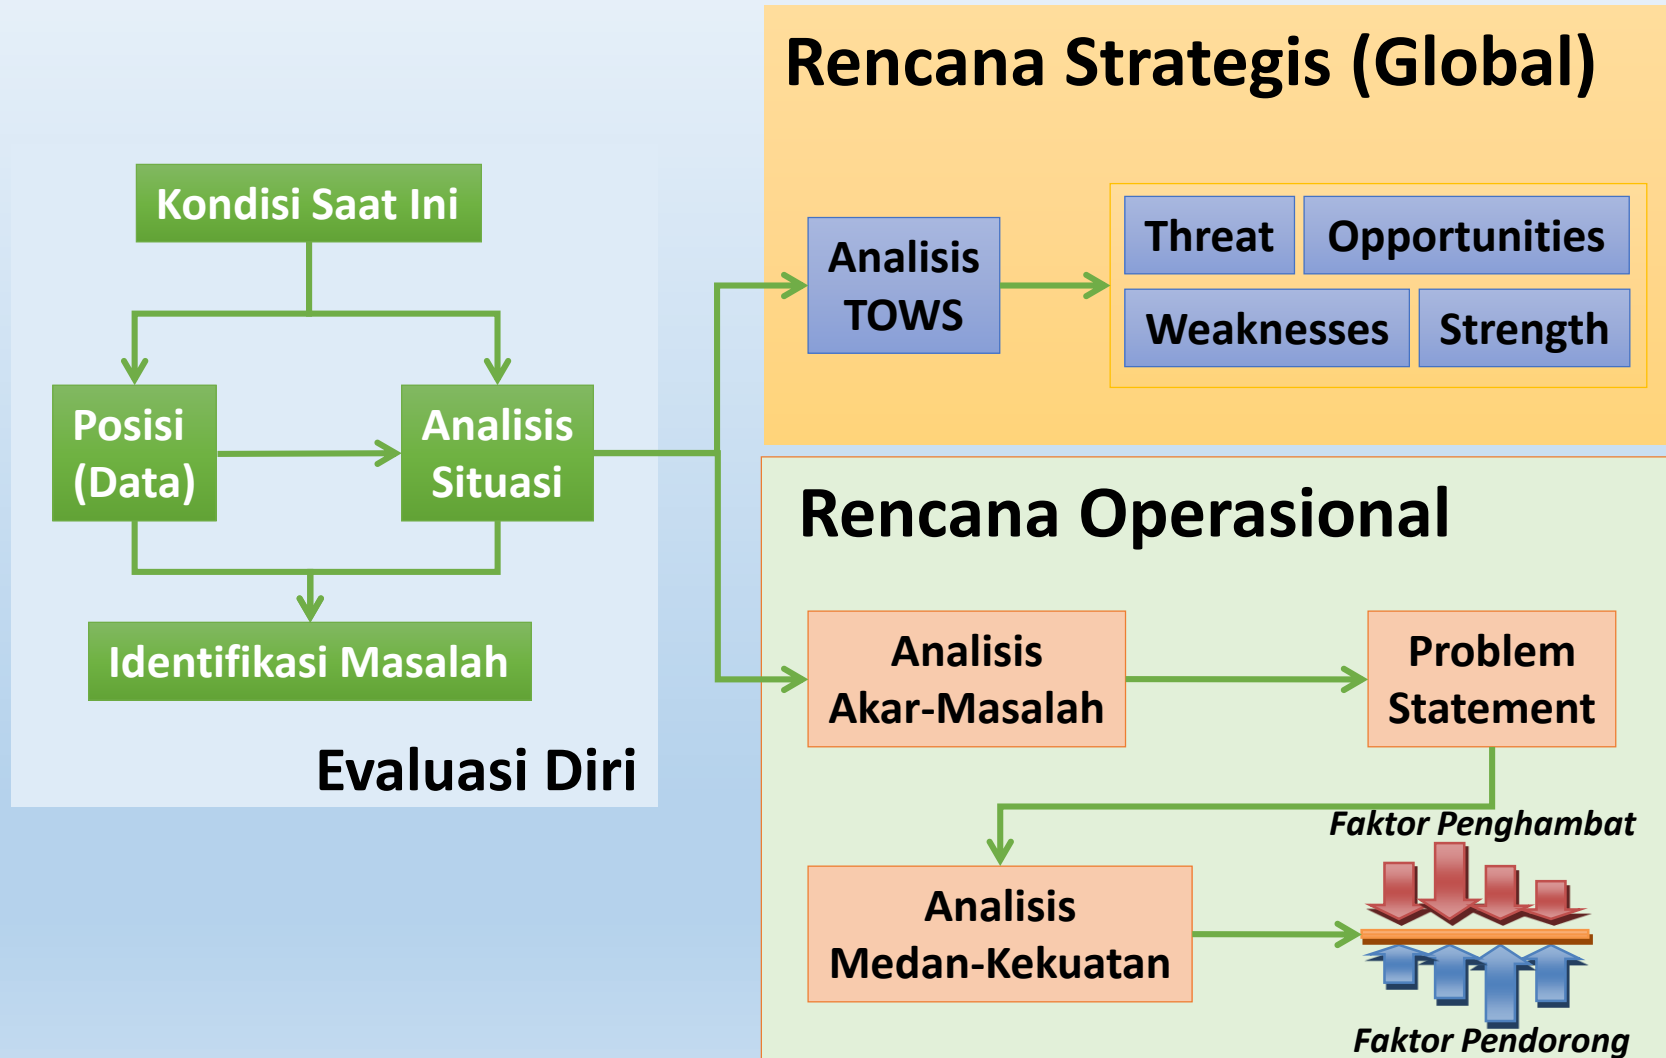 Kondisi Saat Ini
Posisi
(Data)
Analisis
Situasi
Identifikasi Masalah
Evaluasi Diri
Rencana Strategis (Global)
Analisis
TOWS
Threat
Opportunities
Weaknesses
Strength
Rencana Operasional
Analisis
Akar-Masalah
Problem
Statement
Analisis
Medan-Kekuatan
Faktor Penghambat
Faktor Pendorong